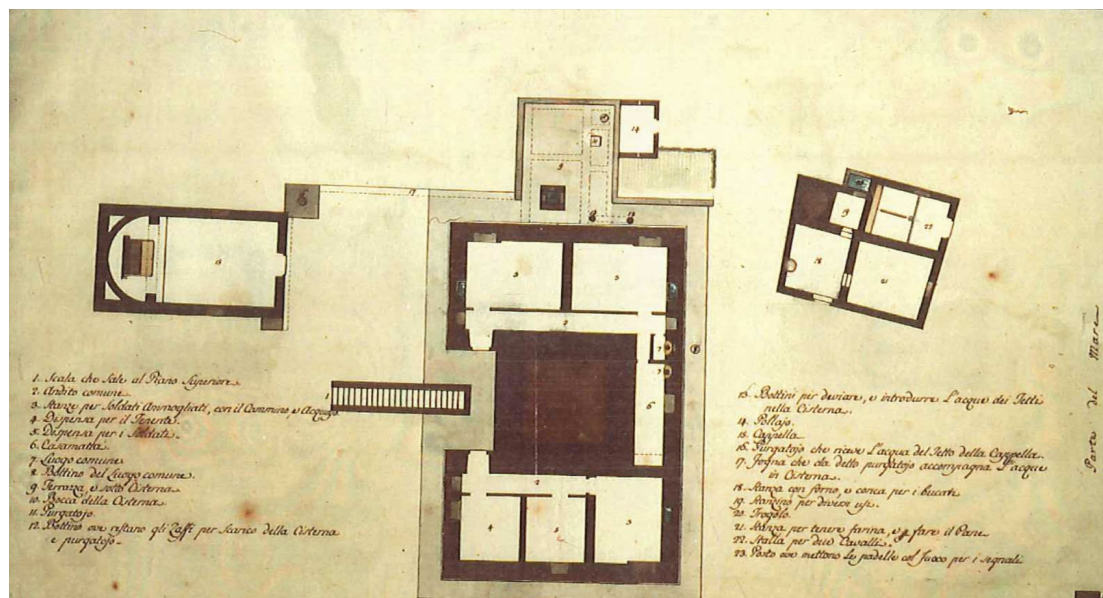 1. Scala che Sale al Piano Superiore.
2. Andito comune.
3. Stanze per Soldati Ammogliati, con il Cammino, e Acquajo
4. Dispensa per il Tenente.
5. Dispensa per i Soldati.
6. Casamatta.
7. Luogo comune
8. Bottino del Luogo comune.
9. Terrazza, e sotto Cisterna
10. Bocca della Cisterna
11. Purgatojo.
12. Bottino ove restano gli Zaffi per Scarico della Cisterna
e purgatojo.
13. Bottini per deviare, e introdurre l'acque dei Tetti
nella Cisterna.
14. Pollajo.
15. Cappella.
16. Purgatojo che riceve l'acqua del Tetto della Cappella.
17. Fogna che da detto purgatojo accompagna l'acque
in Cisterna.
18. Stanza con forno, e conca per i bucati
19. Stanzino per diversi usi.
20. Trogolo.
21. Stanza per tenere farina, e fare il Pane.
22. Stalla per due Cavalli.
23. Posto ove mettono le padelle col fuoco per i segnali
Parte del Mare